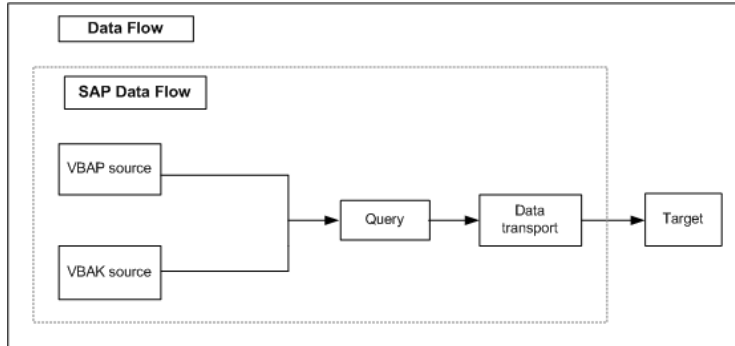 Data Flow
SAP Data Flow
VBAP source
VBAK source
Query
Data
transport
Target